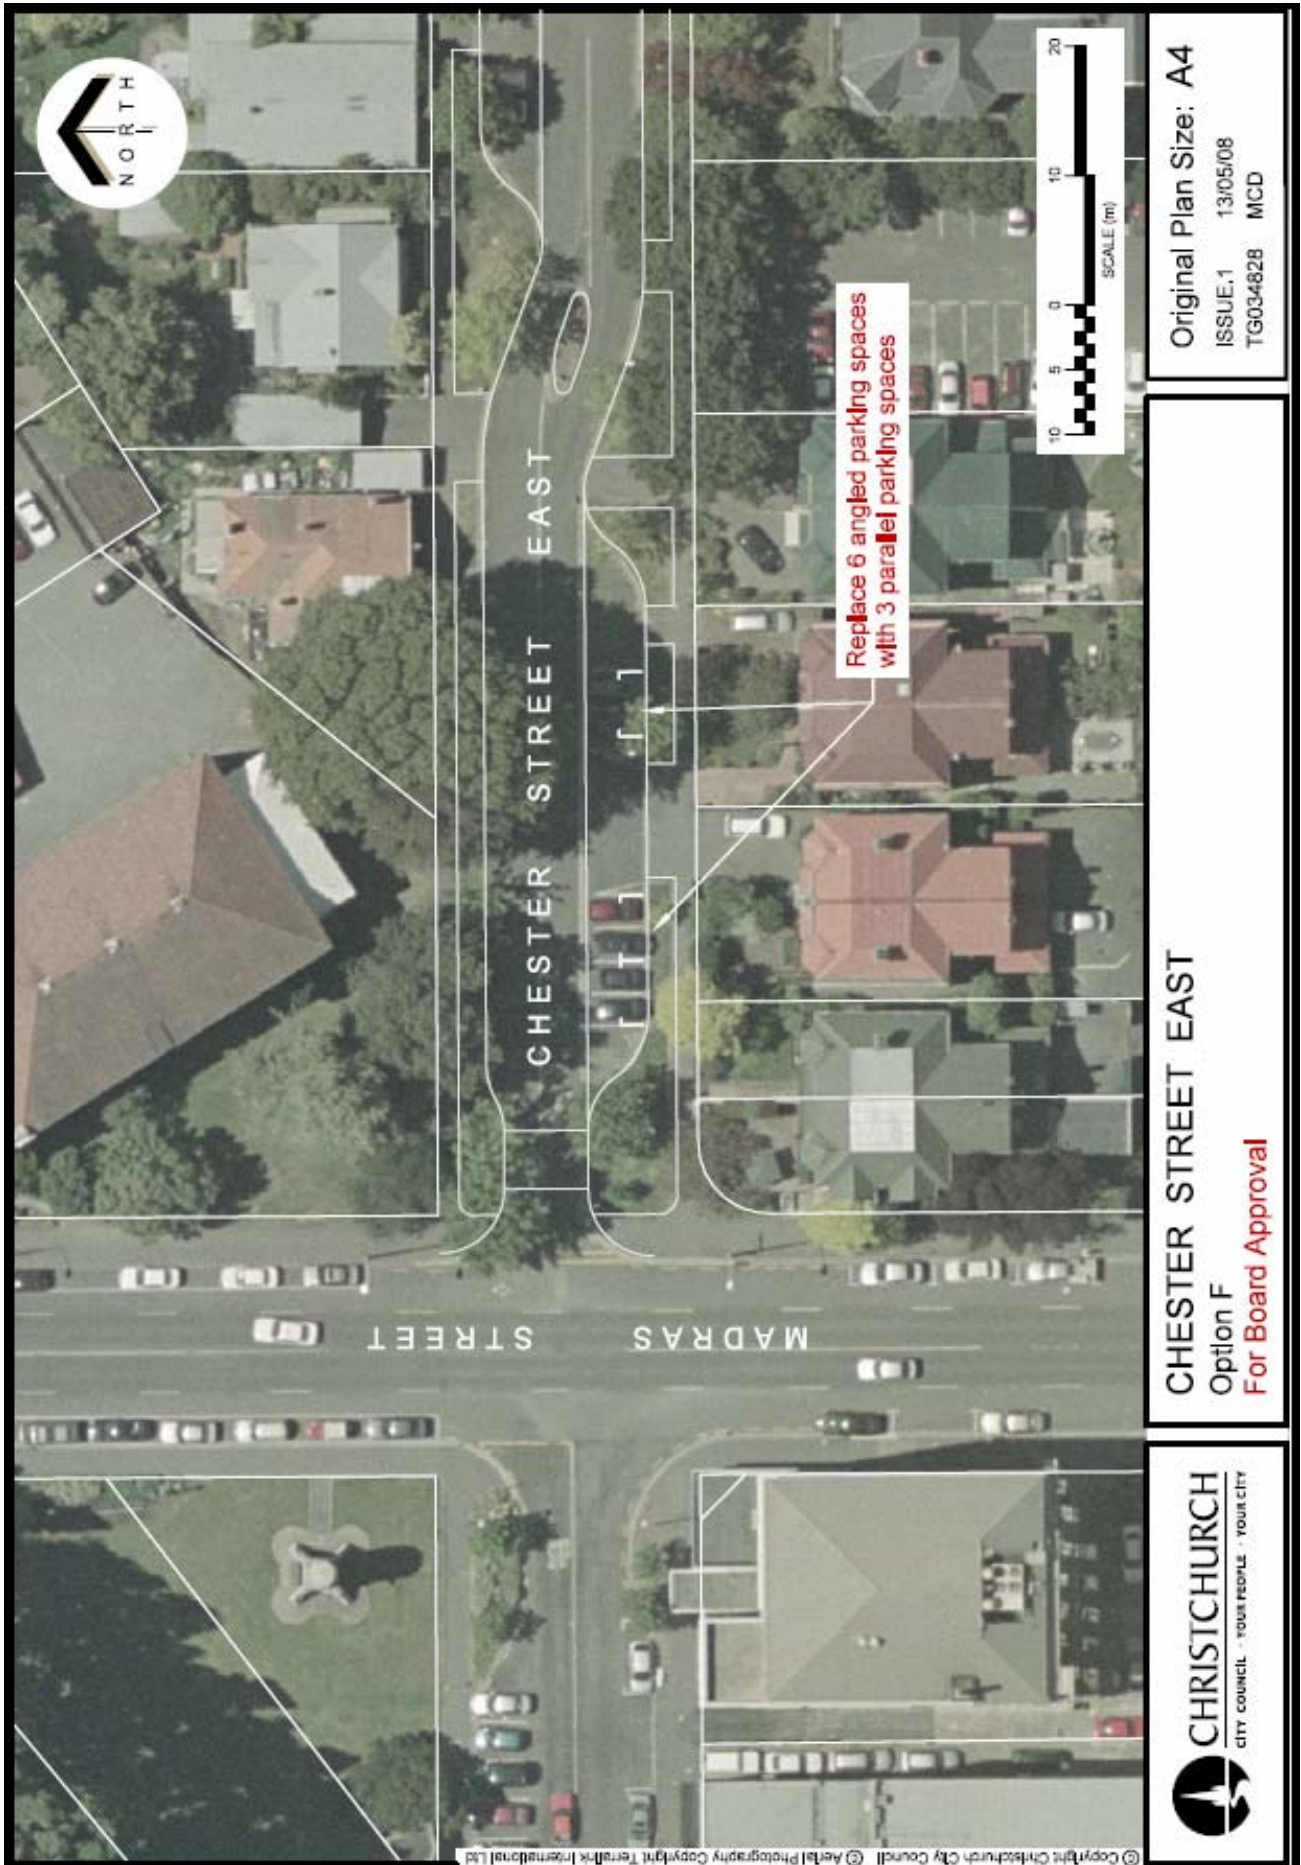 NORTH
CHESTER STREET EAST
MADRAS STREET
Replace 6 angled parking spaces
with 3 parallel parking spaces
10 5 0 10 20
SCALE (m)
© Copyright Christchurch City Council © Aerial Photography Copyright Terralink International Ltd
CHRISTCHURCH
CITY COUNCIL · YOUR PEOPLE · YOUR CITY
CHESTER STREET EAST
Option F
For Board Approval
Original Plan Size: A4
ISSUE.1 13/05/08
TG034828 MCD